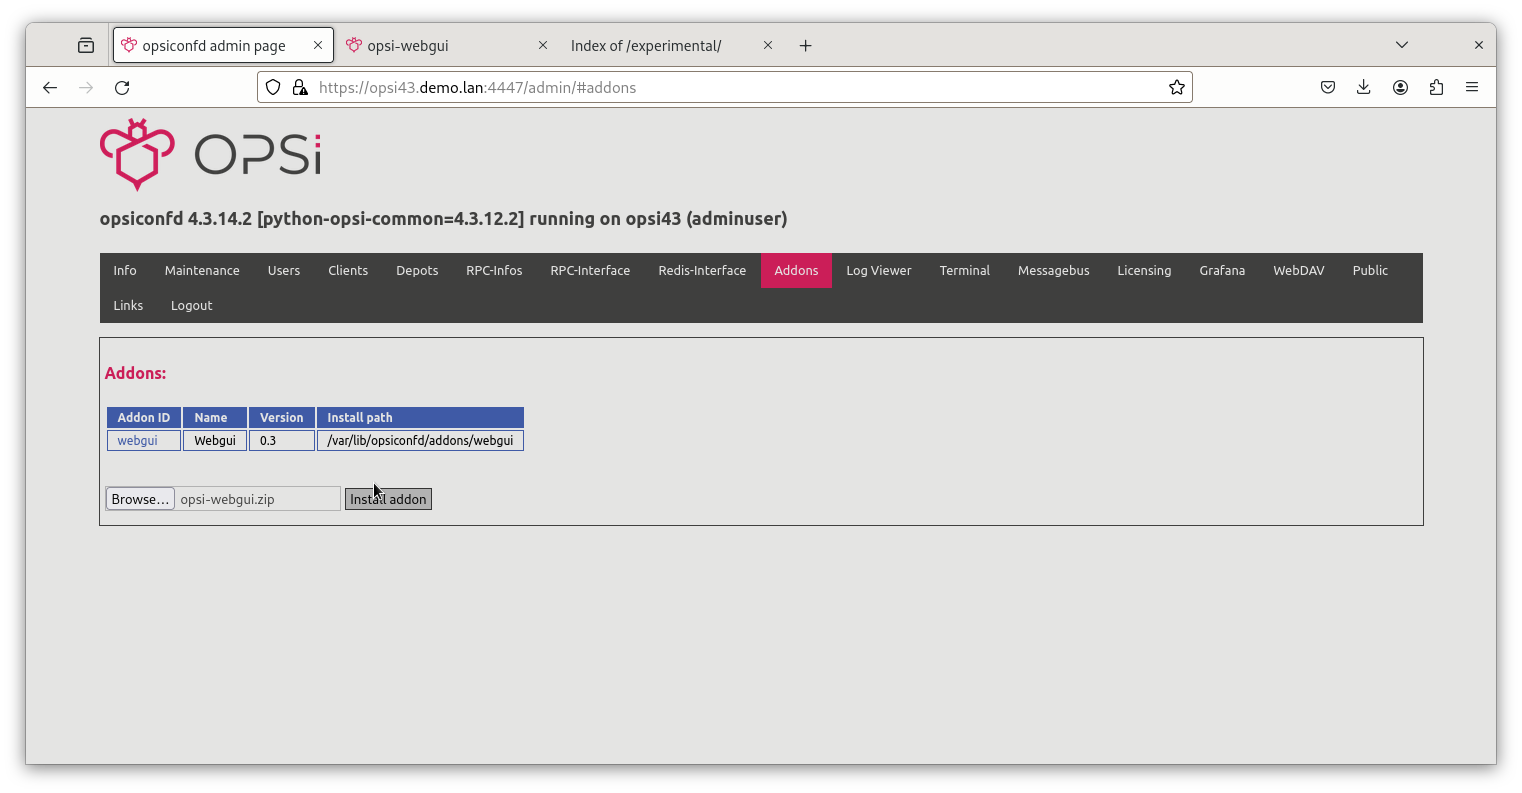 opsiconfd admin page opsi-webgui Index of /experimental/
https://opsi43.demo.lan:4447/admin/#addons
OPSi
opsiconfd 4.3.14.2 [python-opsi-common=4.3.12.2] running on opsi43 (adminuser)
Info Maintenance Users Clients Depots RPC-Infos RPC-Interface Redis-Interface Addons Log Viewer Terminal Messagebus Licensing Grafana WebDAV Public
Links Logout
Addons:
Addon ID Name Version Install path
webgui Webgui 0.3 /var/lib/opsiconfd/addons/webgui
Browse... opsi-webgui.zip Install addon